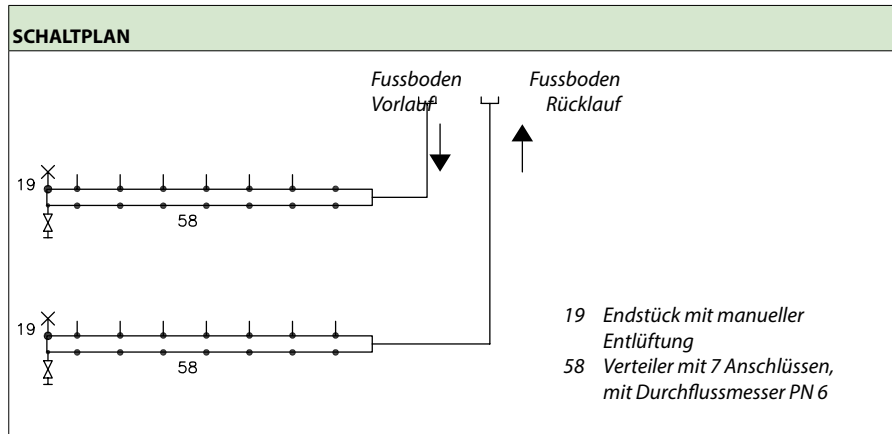 SCHALTPLAN
Fussboden
Vorlauf
Fussboden
Rücklauf
19
58
19
58
19 Endstück mit manueller
Entlüftung
58 Verteiler mit 7 Anschlüssen,
mit Durchflussmesser PN 6